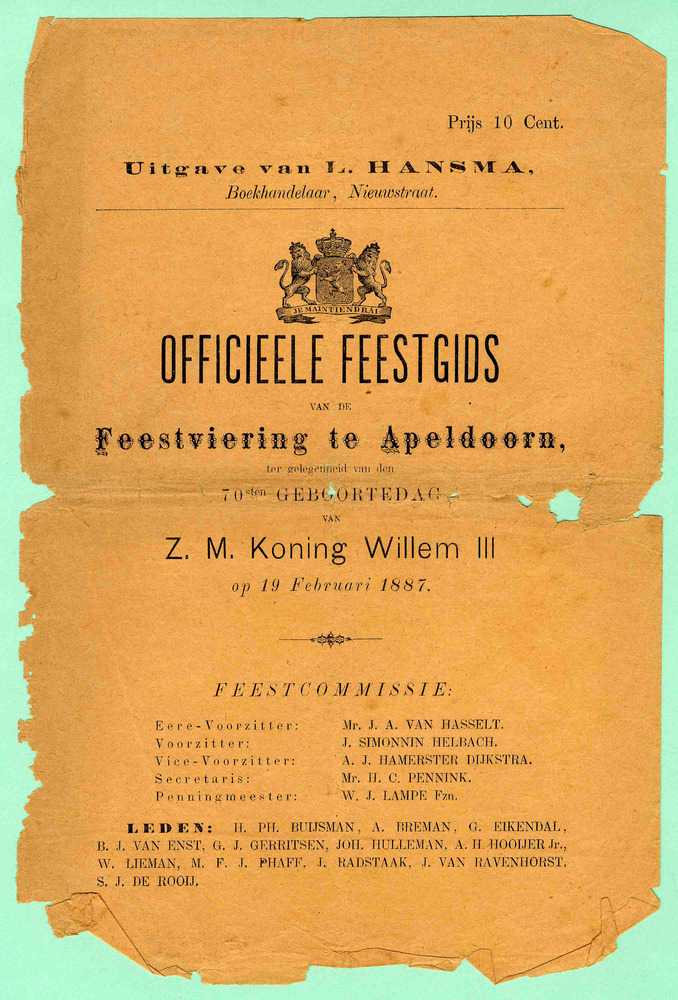 Prijs 10 Cent.
Uitgave van L. HANSMA,
Boekhandelaar, Nieuwstraat.
JE MAINTIENDRAI
OFFICIEELE FEESTGIDS
VAN DE
Feestviering te Apeldoorn,
ter gelegenheid van den
70sten GEBOORTEDAG
VAN
Z. M. Koning Willem III
op 19 Februari 1887.
FEESTCOMMISSIE:
Eere-Voorzitter: Mr. J. A. VAN HASSELT.
Voorzitter: J. SIMONNIN HELBACH.
Vice-Voorzitter: A. J. HAMERSTER DIJKSTRA.
Secretaris: Mr. H. C. PENNINK.
Penningmeester: W. J. LAMPE Fzn.
LEDEN: H. PH. BUIJSMAN, A. BREMAN, G. EIKENDAL,
B. J. VAN ENST, G. J. GERRITSEN, JOH. HULLEMAN, A. H. HOOIJER Jr.,
W. LIEMAN, M. F. J. PHAFF, J. RADSTAAK, J. VAN RAVENHORST,
S. J. DE ROOIJ.